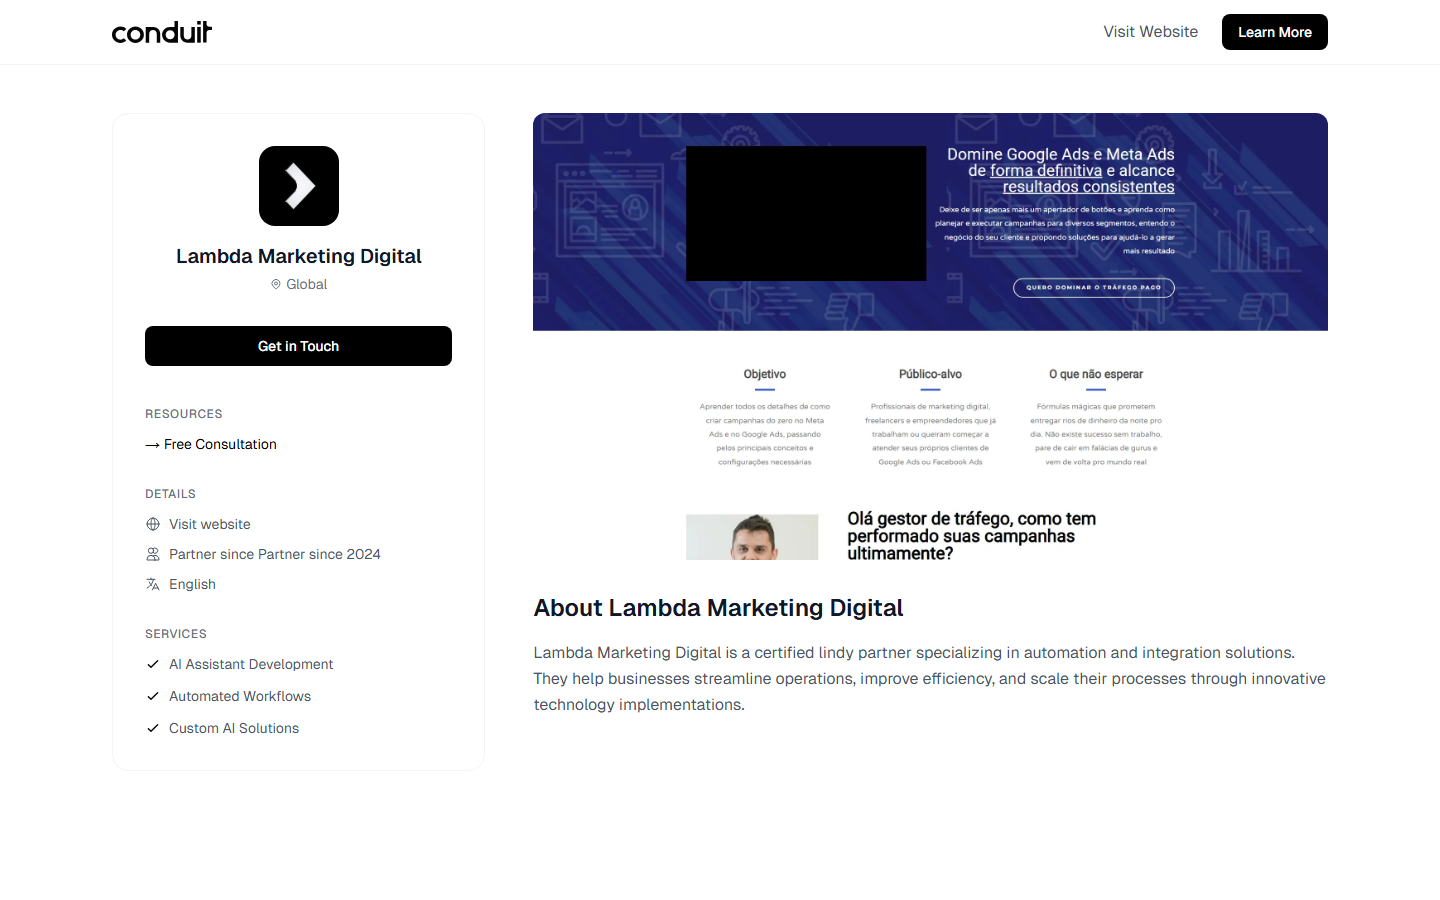 conduit
Visit Website
Learn More
Lambda Marketing Digital
Global
Get in Touch
RESOURCES
→ Free Consultation
DETAILS
Visit website
Partner since Partner since 2024
English
SERVICES
AI Assistant Development
Automated Workflows
Custom AI Solutions
Domine Google Ads e Meta Ads
de forma definitiva e alcance
resultados consistentes
Deixe de ser apenas mais um apertador de botões e aprenda como
planejar e executar campanhas para diversos segmentos, entendo o
negócio do seu cliente e propondo soluções para ajudá-lo a gerar
mais resultado
QUERO DOMINAR O TRÁFEGO PAGO
Objetivo
Aprender todos os detalhes de como
criar campanhas do zero no Meta
Ads e no Google Ads, passando
pelos principais conceitos e
configurações necessárias
Público-alvo
Profissionais de marketing digital,
freelancers e empreendedores que já
trabalham ou queiram começar a
atender seus próprios clientes de
Google Ads ou Facebook Ads
O que não esperar
Fórmulas mágicas que prometem
entregar rios de dinheiro da noite pro
dia. Não existe sucesso sem trabalho,
pare de cair em falácias de gurus e
vem de volta pro mundo real
Olá gestor de tráfego, como tem
performado suas campanhas
ultimamente?
About Lambda Marketing Digital
Lambda Marketing Digital is a certified lindy partner specializing in automation and integration solutions.
They help businesses streamline operations, improve efficiency, and scale their processes through innovative
technology implementations.